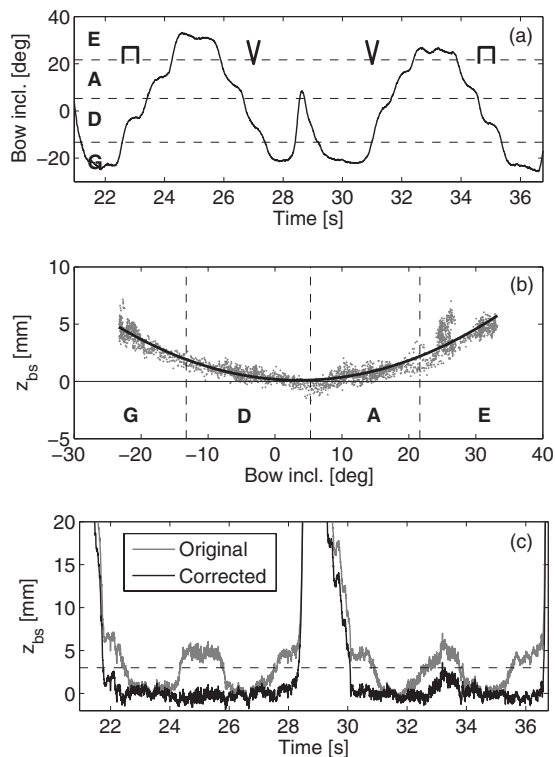 40
E
(a)
20
A
Bow incl. [deg]
0
D
−20
G
22 24 26 28 30 32 34 36
Time [s]
10
(b)
5
z_bs [mm]
0
G D A E
−5
−30 −20 −10 0 10 20 30 40
Bow incl. [deg]
20
(c)
Original
Corrected
15
z_bs [mm]
10
5
0
22 24 26 28 30 32 34 36
Time [s]